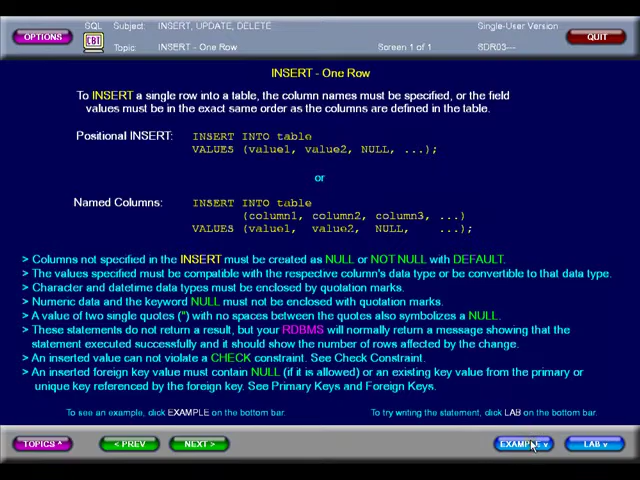 SQL Subject: INSERT, UPDATE, DELETE Single-User Version
OPTIONS CBI QUIT
Topic: INSERT - One Row Screen 1 of 1 SDR03---
INSERT - One Row
To INSERT a single row into a table, the column names must be specified, or the field
values must be in the exact same order as the columns are defined in the table.
Positional INSERT: INSERT INTO table
VALUES (value1, value2, NULL, ...);
or
Named Columns: INSERT INTO table
(column1, column2, column3, ...)
VALUES (value1, value2, NULL, ...);
> Columns not specified in the INSERT must be created as NULL or NOT NULL with DEFAULT.
> The values specified must be compatible with the respective column's data type or be convertible to that data type.
> Character and datetime data types must be enclosed by quotation marks.
> Numeric data and the keyword NULL must not be enclosed with quotation marks.
> A value of two single quotes ('') with no spaces between the quotes also symbolizes a NULL.
> These statements do not return a result, but your RDBMS will normally return a message showing that the
statement executed successfully and it should show the number of rows affected by the change.
> An inserted value can not violate a CHECK constraint. See Check Constraint.
> An inserted foreign key value must contain NULL (if it is allowed) or an existing key value from the primary or
unique key referenced by the foreign key. See Primary Keys and Foreign Keys.
To see an example, click EXAMPLE on the bottom bar. To try writing the statement, click LAB on the bottom bar.
TOPICS ^ < PREV NEXT > EXAMPLE v LAB v